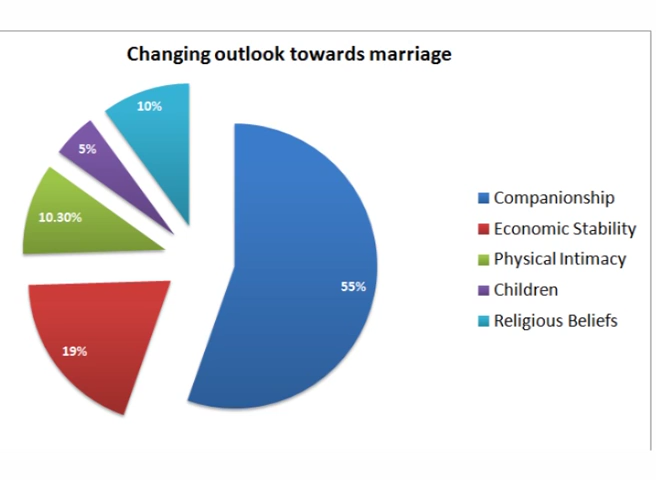 Changing outlook towards marriage
10%
5%
10.30%
55%
19%
Companionship
Economic Stability
Physical Intimacy
Children
Religious Beliefs